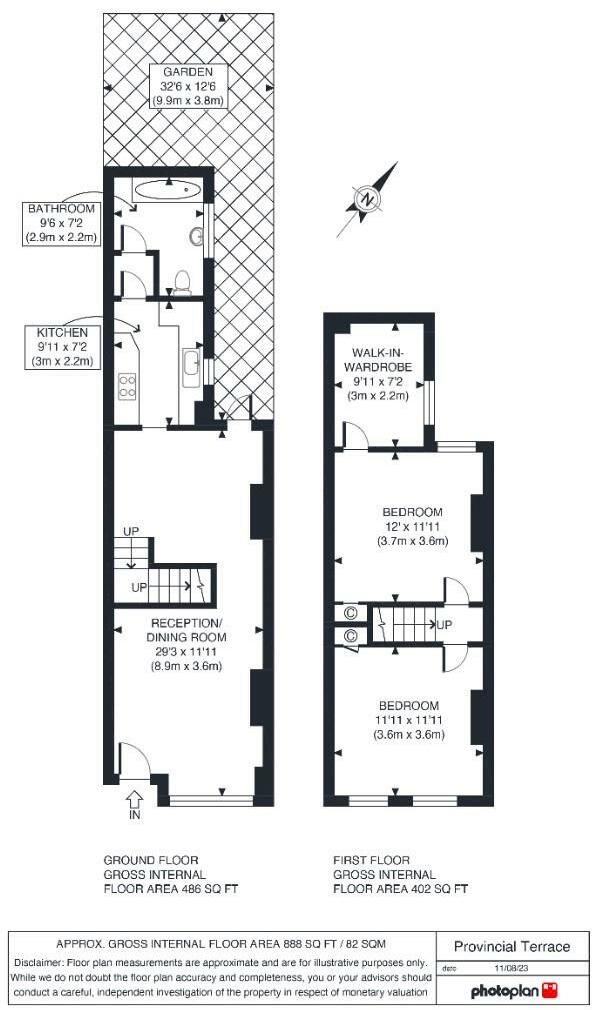 GARDEN
32'6 x 12'6
(9.9m x 3.8m)
BATHROOM
9'6 x 7'2
(2.9m x 2.2m)
N
KITCHEN
9'11 x 7'2
(3m x 2.2m)
WALK-IN-
WARDROBE
9'11 x 7'2
(3m x 2.2m)
BEDROOM
12' x 11'11
(3.7m x 3.6m)
UP
UP
C
C
UP
RECEPTION/
DINING ROOM
29'3 x 11'11
(8.9m x 3.6m)
BEDROOM
11'11 x 11'11
(3.6m x 3.6m)
IN
GROUND FLOOR
GROSS INTERNAL
FLOOR AREA 486 SQ FT
FIRST FLOOR
GROSS INTERNAL
FLOOR AREA 402 SQ FT
APPROX. GROSS INTERNAL FLOOR AREA 888 SQ FT / 82 SQM
Disclaimer: Floor plan measurements are approximate and are for illustrative purposes only.
While we do not doubt the floor plan accuracy and completeness, you or your advisors should
conduct a careful, independent investigation of the property in respect of monetary valuation
Provincial Terrace
date 11/08/23
photoplan